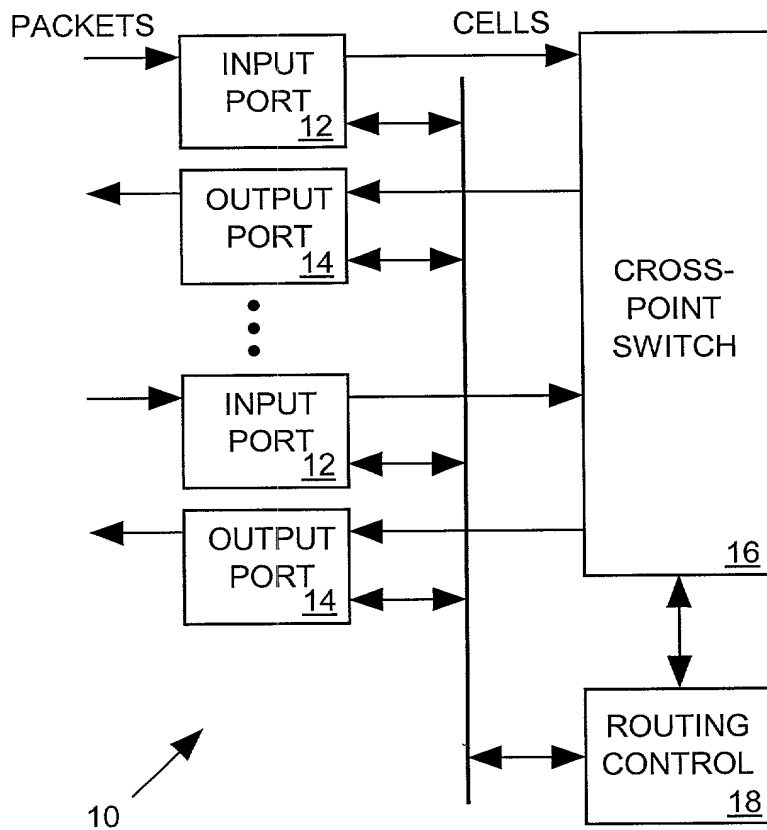 PACKETS
CELLS
INPUT
PORT
12
OUTPUT
PORT
14
CROSS-
POINT
SWITCH
16
INPUT
PORT
12
OUTPUT
PORT
14
ROUTING
CONTROL
18
10